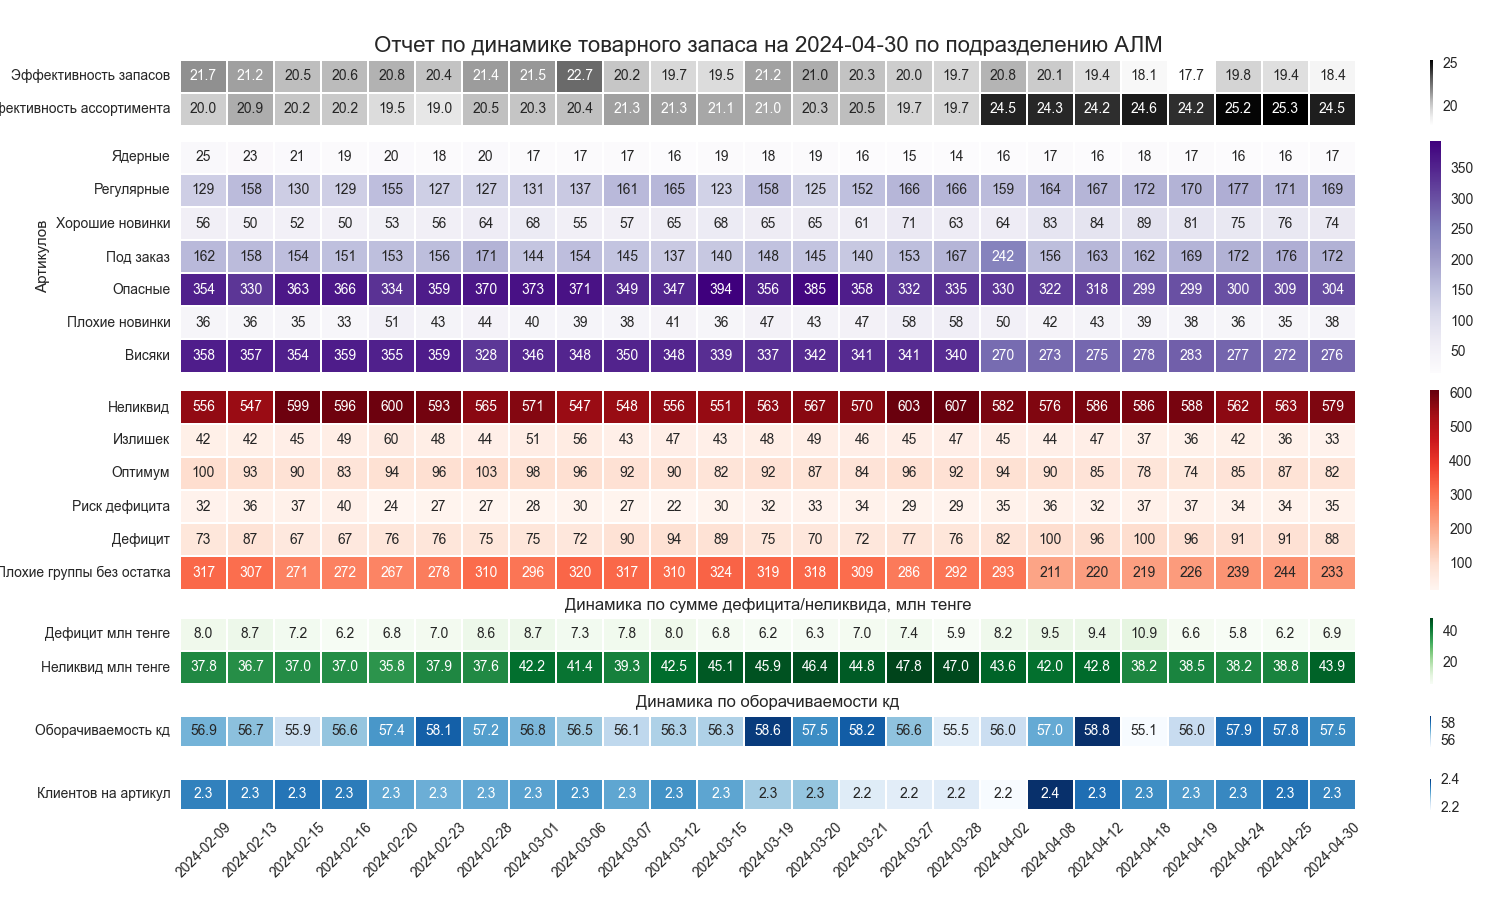 Отчет по динамике товарного запаса на 2024-04-30 по подразделению АЛМ
Эффективность запасов 21.7 21.2 20.5 20.6 20.8 20.4 21.4 21.5 22.7 20.2 19.7 19.5 21.2 21.0 20.3 20.0 19.7 20.8 20.1 19.4 18.1 17.7 19.8 19.4 18.4
фективность ассортимента 20.0 20.9 20.2 20.2 19.5 19.0 20.5 20.3 20.4 21.3 21.3 21.1 21.0 20.3 20.5 19.7 19.7 24.5 24.3 24.2 24.6 24.2 25.2 25.3 24.5
25
20
Артикулов
Ядерные 25 23 21 19 20 18 20 17 17 17 16 19 18 19 16 15 14 16 17 16 18 17 16 16 17
Регулярные 129 158 130 129 155 127 127 131 137 161 165 123 158 125 152 166 166 159 164 167 172 170 177 171 169
Хорошие новинки 56 50 52 50 53 56 64 68 55 57 65 68 65 65 61 71 63 64 83 84 89 81 75 76 74
Под заказ 162 158 154 151 153 156 171 144 154 145 137 140 148 145 140 153 167 242 156 163 162 169 172 176 172
Опасные 354 330 363 366 334 359 370 373 371 349 347 394 356 385 358 332 335 330 322 318 299 299 300 309 304
Плохие новинки 36 36 35 33 51 43 44 40 39 38 41 36 47 43 47 58 58 50 42 43 39 38 36 35 38
Висяки 358 357 354 359 355 359 328 346 348 350 348 339 337 342 341 341 340 270 273 275 278 283 277 272 276
350
300
250
200
150
100
50
Неликвид 556 547 599 596 600 593 565 571 547 548 556 551 563 567 570 603 607 582 576 586 586 588 562 563 579
Излишек 42 42 45 49 60 48 44 51 56 43 47 43 48 49 46 45 47 45 44 47 37 36 42 36 33
Оптимум 100 93 90 83 94 96 103 98 96 92 90 82 92 87 84 96 92 94 90 85 78 74 85 87 82
Риск дефицита 32 36 37 40 24 27 27 28 30 27 22 30 32 33 34 29 29 35 36 32 37 37 34 34 35
Дефицит 73 87 67 67 76 76 75 75 72 90 94 89 75 70 72 77 76 82 100 96 100 96 91 91 88
Плохие группы без остатка 317 307 271 272 267 278 310 296 320 317 310 324 319 318 309 286 292 293 211 220 219 226 239 244 233
600
500
400
300
200
100
Динамика по сумме дефицита/неликвида, млн тенге
Дефицит млн тенге 8.0 8.7 7.2 6.2 6.8 7.0 8.6 8.7 7.3 7.8 8.0 6.8 6.2 6.3 7.0 7.4 5.9 8.2 9.5 9.4 10.9 6.6 5.8 6.2 6.9
Неликвид млн тенге 37.8 36.7 37.0 37.0 35.8 37.9 37.6 42.2 41.4 39.3 42.5 45.1 45.9 46.4 44.8 47.8 47.0 43.6 42.0 42.8 38.2 38.5 38.2 38.8 43.9
40
20
Динамика по оборачиваемости кд
Оборачиваемость кд 56.9 56.7 55.9 56.6 57.4 58.1 57.2 56.8 56.5 56.1 56.3 56.3 58.6 57.5 58.2 56.6 55.5 56.0 57.0 58.8 55.1 56.0 57.9 57.8 57.5
58
56
Клиентов на артикул 2.3 2.3 2.3 2.3 2.3 2.3 2.3 2.3 2.3 2.3 2.3 2.3 2.3 2.3 2.2 2.2 2.2 2.2 2.4 2.3 2.3 2.3 2.3 2.3 2.3
2.4
2.2
2024-02-09 2024-02-13 2024-02-15 2024-02-16 2024-02-20 2024-02-23 2024-02-28 2024-03-01 2024-03-06 2024-03-07 2024-03-12 2024-03-15 2024-03-19 2024-03-20 2024-03-21 2024-03-27 2024-03-28 2024-04-02 2024-04-08 2024-04-12 2024-04-18 2024-04-19 2024-04-24 2024-04-25 2024-04-30